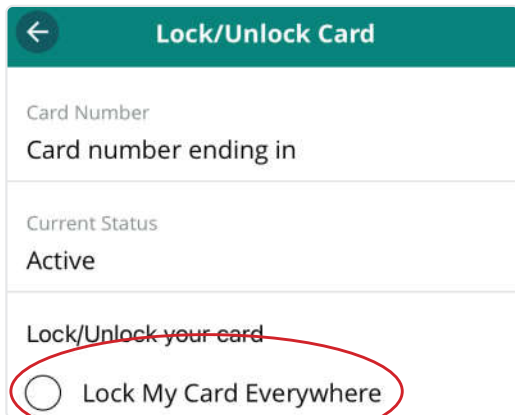 Lock/Unlock Card
Card Number
Card number ending in
Current Status
Active
Lock/Unlock your card
Lock My Card Everywhere